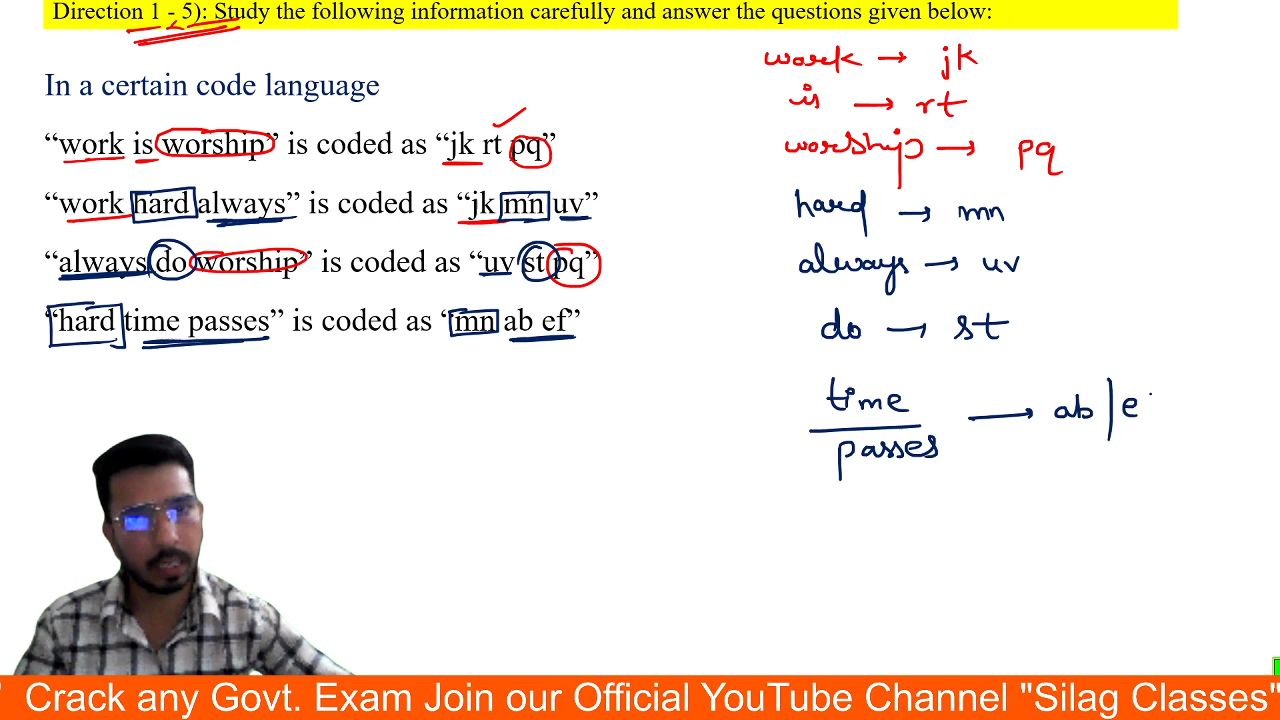 Direction 1 - 5): Study the following information carefully and answer the questions given below:
In a certain code language
“work is worship” is coded as “jk rt pq”
“work hard always” is coded as “jk mn uv”
“always do worship” is coded as “uv st pq”
“hard time passes” is coded as “mn ab ef”
work → jk
is → rt
worship → pq
hard → mn
always → uv
do → st
time
passes → ab | e
Crack any Govt. Exam Join our Official YouTube Channel "Silag Classes"